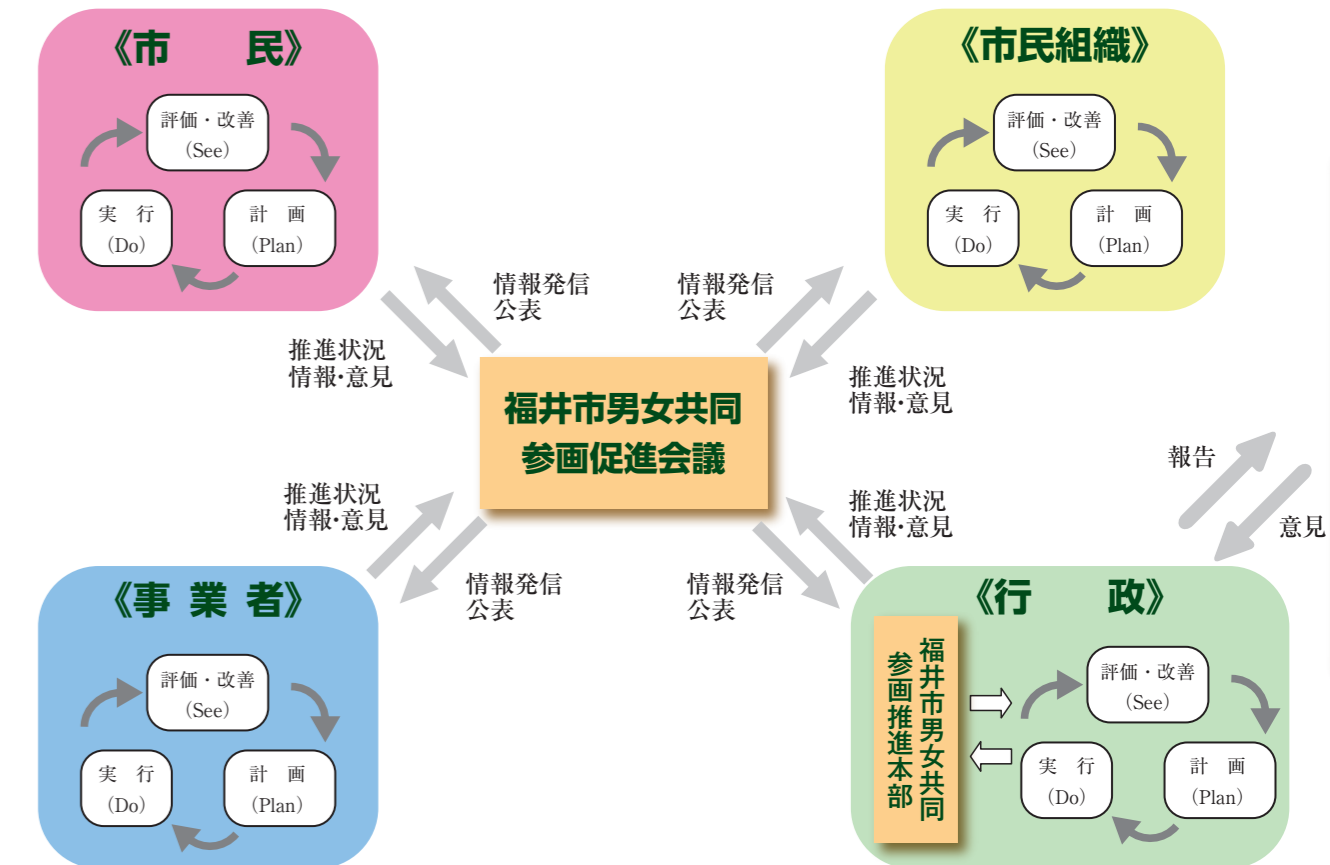 《市　　民》
評価・改善
（See）
実　行
（Do）
計　画
（Plan）
《市民組織》
評価・改善
（See）
実　行
（Do）
計　画
（Plan）
情報発信
公表
推進状況
情報・意見
情報発信
公表
推進状況
情報・意見
福井市男女共同
参画促進会議
報告
意見
推進状況
情報・意見
情報発信
公表
推進状況
情報・意見
情報発信
公表
《事 業 者》
評価・改善
（See）
実　行
（Do）
計　画
（Plan）
《行　　政》
福井市男女共同
参画推進本部
評価・改善
（See）
実　行
（Do）
計　画
（Plan）